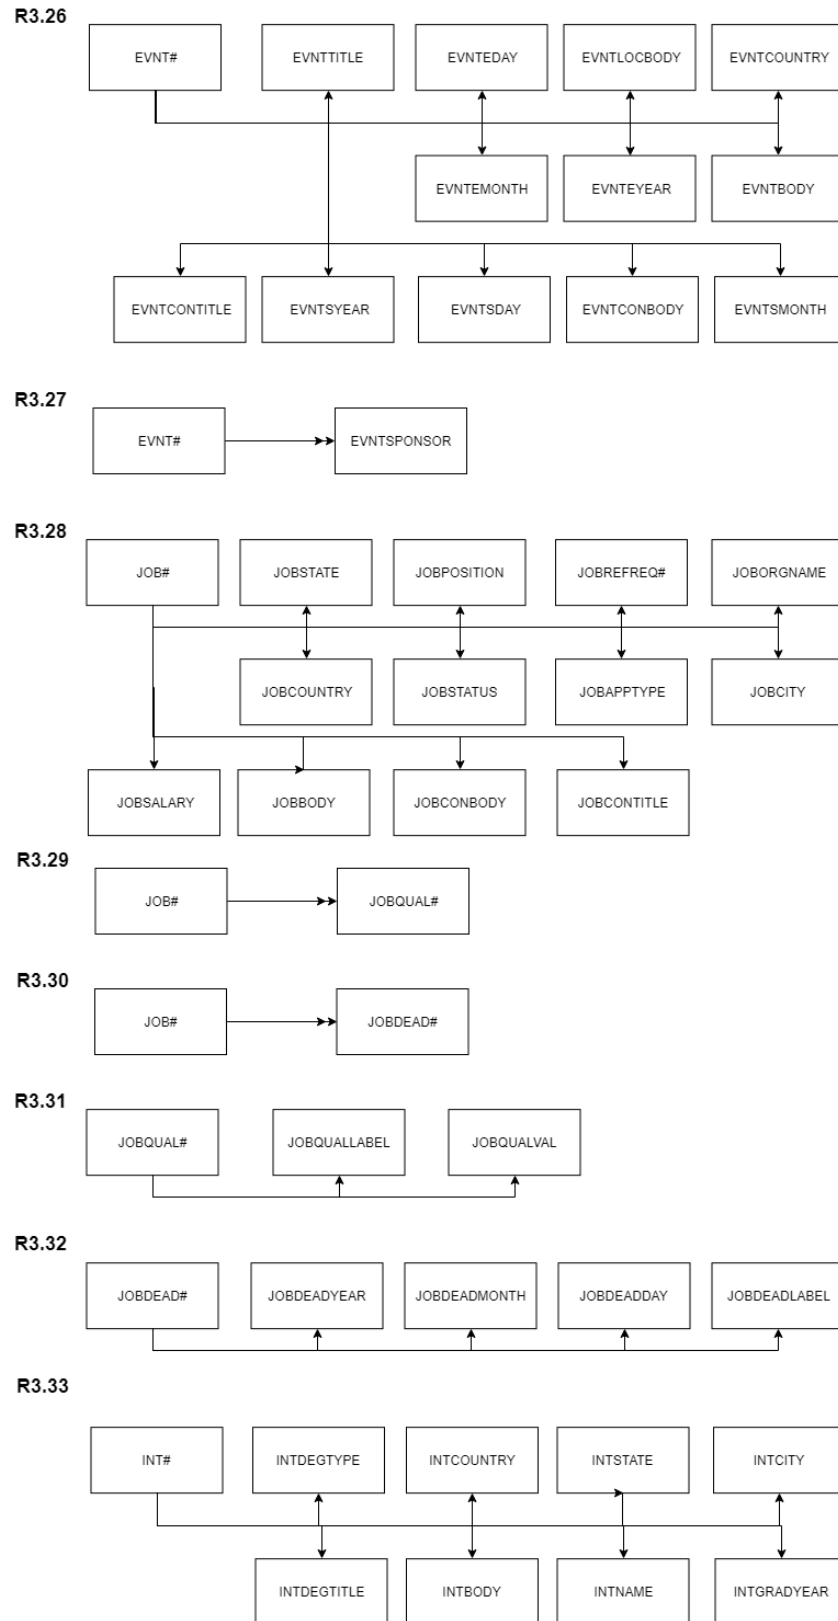 R3.26
EVNT# EVNTTITLE EVNTEDAY EVNTLOCBODY EVNTCOUNTRY
EVNTEMONTH EVNTEYEAR EVNTBODY
EVNTCONTITLE EVNTSYEAR EVNTSDAY EVNTCONBODY EVNTSMONTH
R3.27
EVNT# EVNTSPONSOR
R3.28
JOB# JOBSTATE JOBPOSITION JOBREFREQ# JOBORGNAME
JOBCOUNTRY JOBSTATUS JOBAPPTYPE JOBCITY
JOBSALARY JOBBODY JOBCONBODY JOBCONTITLE
R3.29
JOB# JOBQUAL#
R3.30
JOB# JOBDEAD#
R3.31
JOBQUAL# JOBQUALLABEL JOBQUALVAL
R3.32
JOBDEAD# JOBDEADYEAR JOBDEADMONTH JOBDEADDAY JOBDEADLABEL
R3.33
INT# INTDEGTYPE INTCOUNTRY INTSTATE INTCITY
INTDEGTITLE INTBODY INTNAME INTGRADYEAR